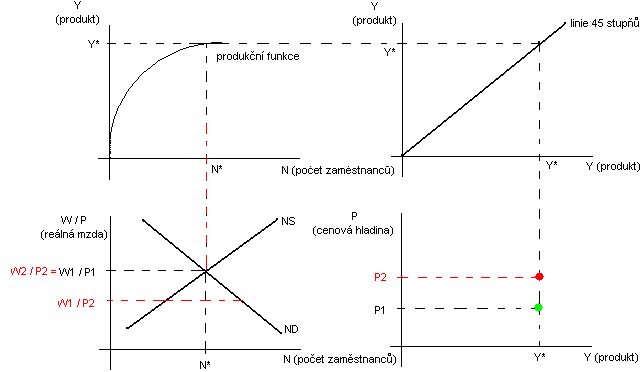 Y
(produkt)
Y*
produkční funkce
N*
N (počet zaměstnanců)
Y
(produkt)
linie 45 stupňů
Y*
Y*
Y (produkt)
W / P
(reálná mzda)
NS
W2 / P2 = W1 / P1
W1 / P2
ND
N (počet zaměstnanců)
N*
P
(cenová hladina)
P2
P1
Y*
Y (produkt)